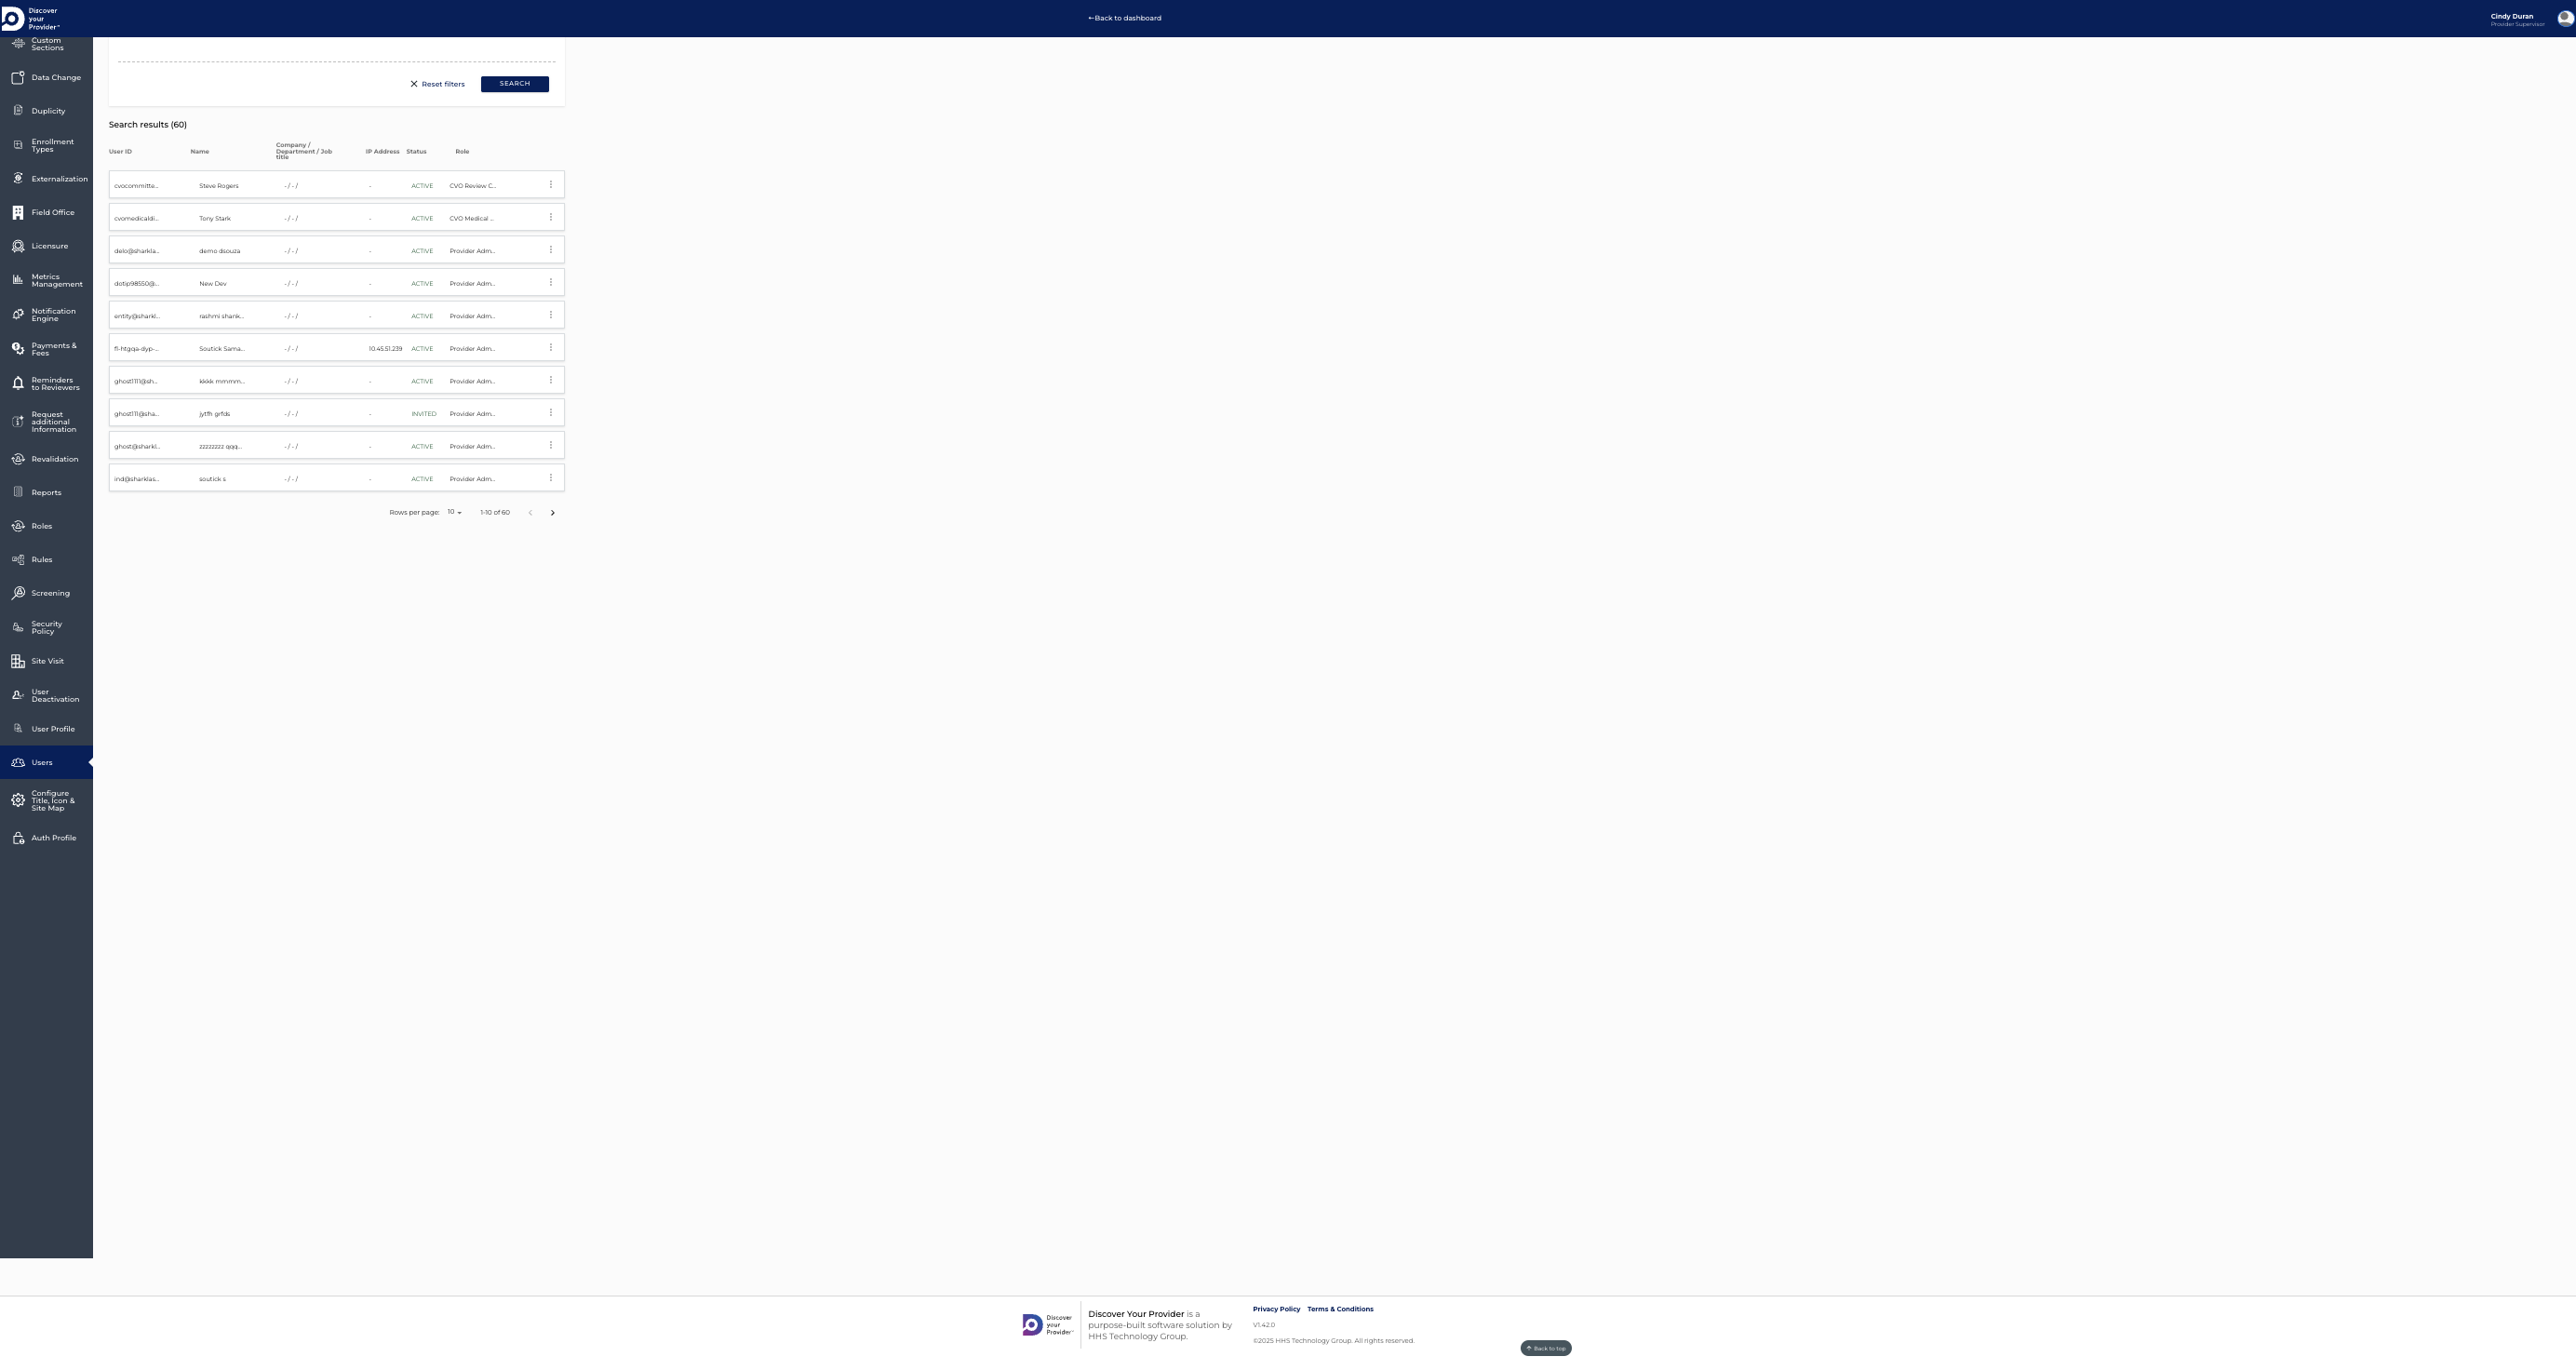 Discover
your
Provider™
←Back to dashboard
Cindy Duran
Provider Supervisor
Custom
Sections
Data Change
Duplicity
Enrollment
Types
Externalization
Field Office
Licensure
Metrics
Management
Notification
Engine
Payments &
Fees
Reminders
to Reviewers
Request
additional
Information
Revalidation
Reports
Roles
Rules
Screening
Security
Policy
Site Visit
User
Deactivation
User Profile
Users
Configure
Title, Icon &
Site Map
Auth Profile
Reset filters SEARCH
Search results (60)
User ID Name Company / Department / Job title IP Address Status Role
cvocommitte... Steve Rogers - / - / - ACTIVE CVO Review C...
cvomedicaldi... Tony Stark - / - / - ACTIVE CVO Medical ...
delo@sharkla... demo dsouza - / - / - ACTIVE Provider Adm...
dotip98550@... New Dev - / - / - ACTIVE Provider Adm...
entity@sharkl... rashmi shank... - / - / - ACTIVE Provider Adm...
fl-htgqa-dyp-... Soutick Sama... - / - / 10.45.51.239 ACTIVE Provider Adm...
ghost1111@sh... kkkk mmmm... - / - / - ACTIVE Provider Adm...
ghost111@sha... jytfh grfds - / - / - INVITED Provider Adm...
ghost@sharkl... zzzzzzzz qqq... - / - / - ACTIVE Provider Adm...
ind@sharklas... soutick s - / - / - ACTIVE Provider Adm...
Rows per page: 10 1-10 of 60
Discover
your
Provider™
Discover Your Provider is a
purpose-built software solution by
HHS Technology Group.
Privacy Policy Terms & Conditions
V1.42.0
©2025 HHS Technology Group. All rights reserved.
Back to top